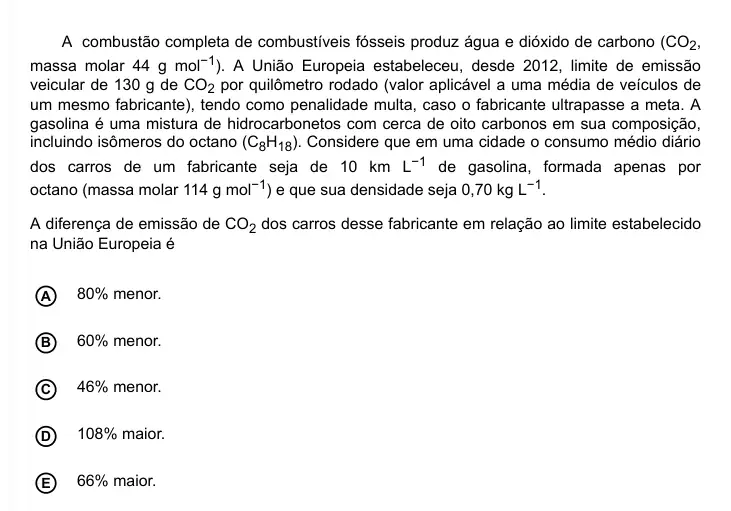 A combustão completa de combustíveis fósseis produz água e dióxido de carbono (CO₂,
massa molar 44 g mol⁻¹). A União Europeia estabeleceu, desde 2012, limite de emissão
veicular de 130 g de CO₂ por quilômetro rodado (valor aplicável a uma média de veículos de
um mesmo fabricante), tendo como penalidade multa, caso o fabricante ultrapasse a meta. A
gasolina é uma mistura de hidrocarbonetos com cerca de oito carbonos em sua composição,
incluindo isômeros do octano (C₈H₁₈). Considere que em uma cidade o consumo médio diário
dos carros de um fabricante seja de 10 km L⁻¹ de gasolina, formada apenas por
octano (massa molar 114 g mol⁻¹) e que sua densidade seja 0,70 kg L⁻¹.
A diferença de emissão de CO₂ dos carros desse fabricante em relação ao limite estabelecido
na União Europeia é
A 80% menor.
B 60% menor.
C 46% menor.
D 108% maior.
E 66% maior.